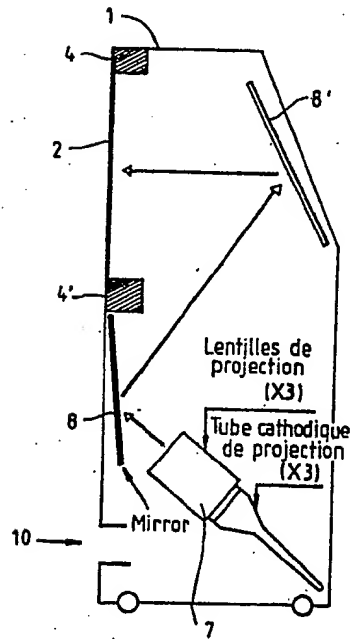 1
4
8'
2
4'
Lentilles de
projection
(X3)
8
Tube cathodique
de projection
(X3)
Mirror
10
7